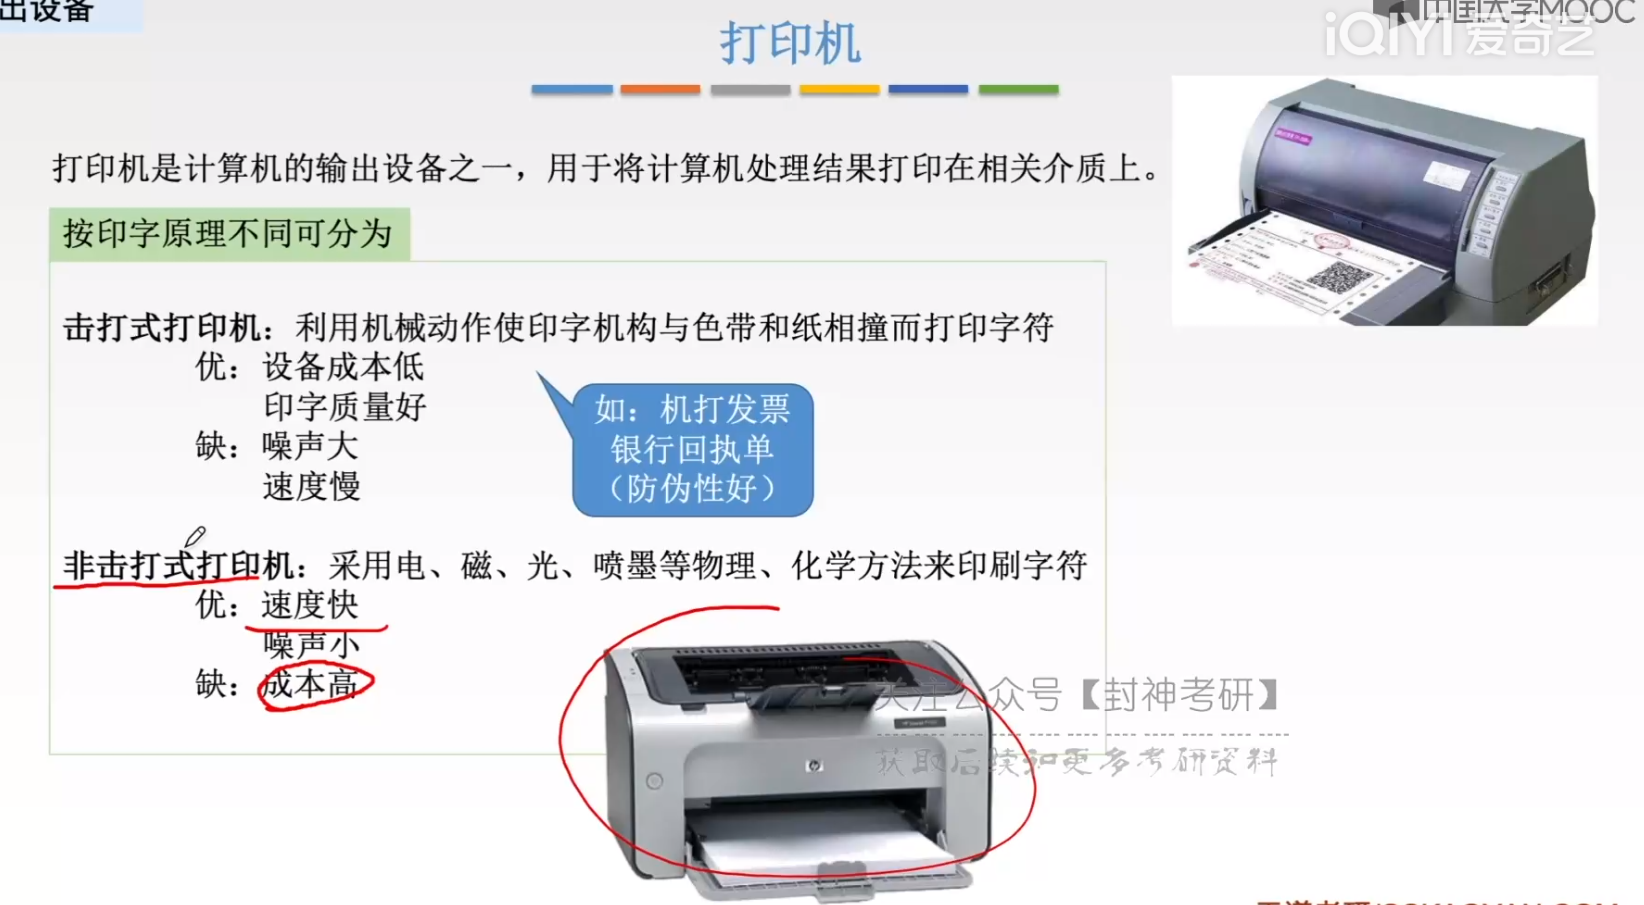 出设备
中国大学MOOC
iQIYI 爱奇艺
打印机
打印机是计算机的输出设备之一，用于将计算机处理结果打印在相关介质上。
按印字原理不同可分为
击打式打印机：利用机械动作使印字机构与色带和纸相撞而打印字符
优：设备成本低
印字质量好
缺：噪声大
速度慢
如：机打发票
银行回执单
（防伪性好）
非击打式打印机：采用电、磁、光、喷墨等物理、化学方法来印刷字符
优：速度快
噪声小
缺：成本高
关注公众号【封神考研】
获取后续和更多考研资料
hp